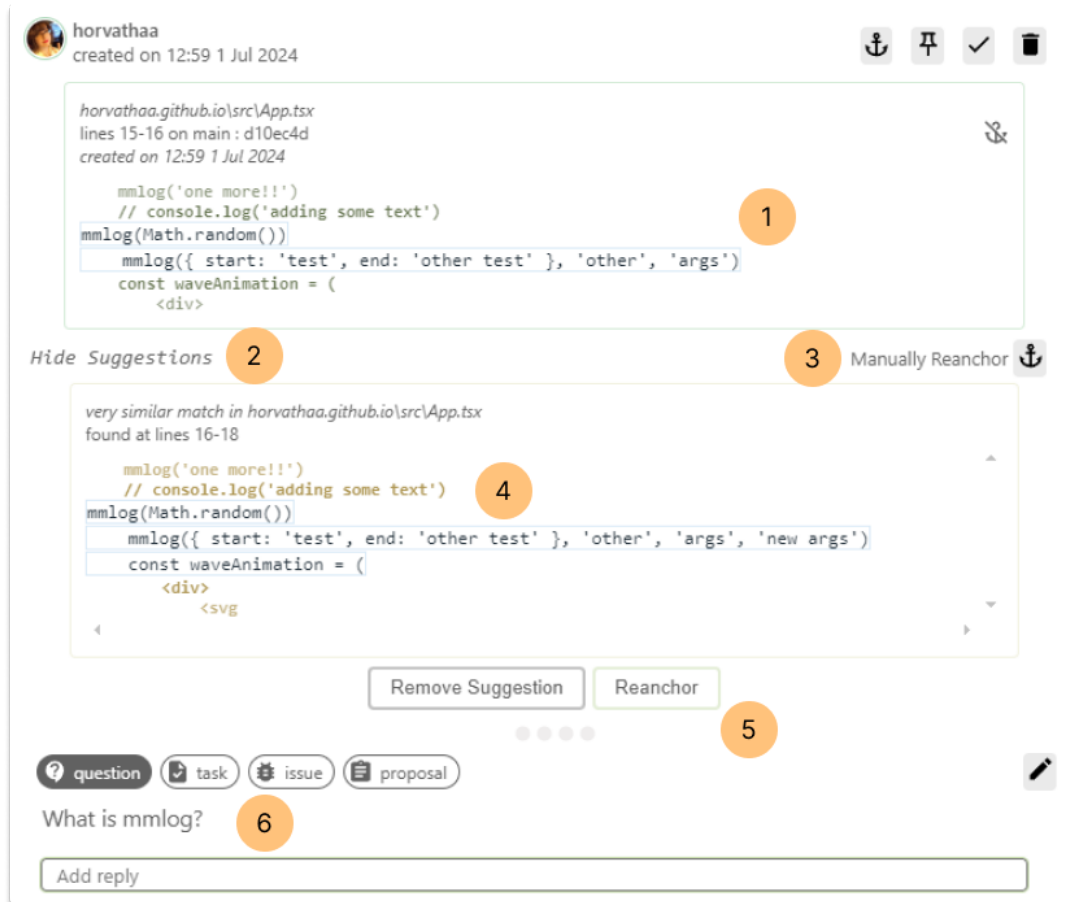 horvathaa
created on 12:59 1 Jul 2024
horvathaa.github.io\src\App.tsx
lines 15-16 on main : d10ec4d
created on 12:59 1 Jul 2024
mmlog('one more!!')
// console.log('adding some text')
mmlog(Math.random())
mmlog({ start: 'test', end: 'other test' }, 'other', 'args')
const waveAnimation = (
<div>
1
Hide Suggestions
2
3
Manually Reanchor
very similar match in horvathaa.github.io\src\App.tsx
found at lines 16-18
mmlog('one more!!')
// console.log('adding some text')
4
mmlog(Math.random())
mmlog({ start: 'test', end: 'other test' }, 'other', 'args', 'new args')
const waveAnimation = (
<div>
<svg
Remove Suggestion
Reanchor
5
question
task
issue
proposal
What is mmlog?
6
Add reply